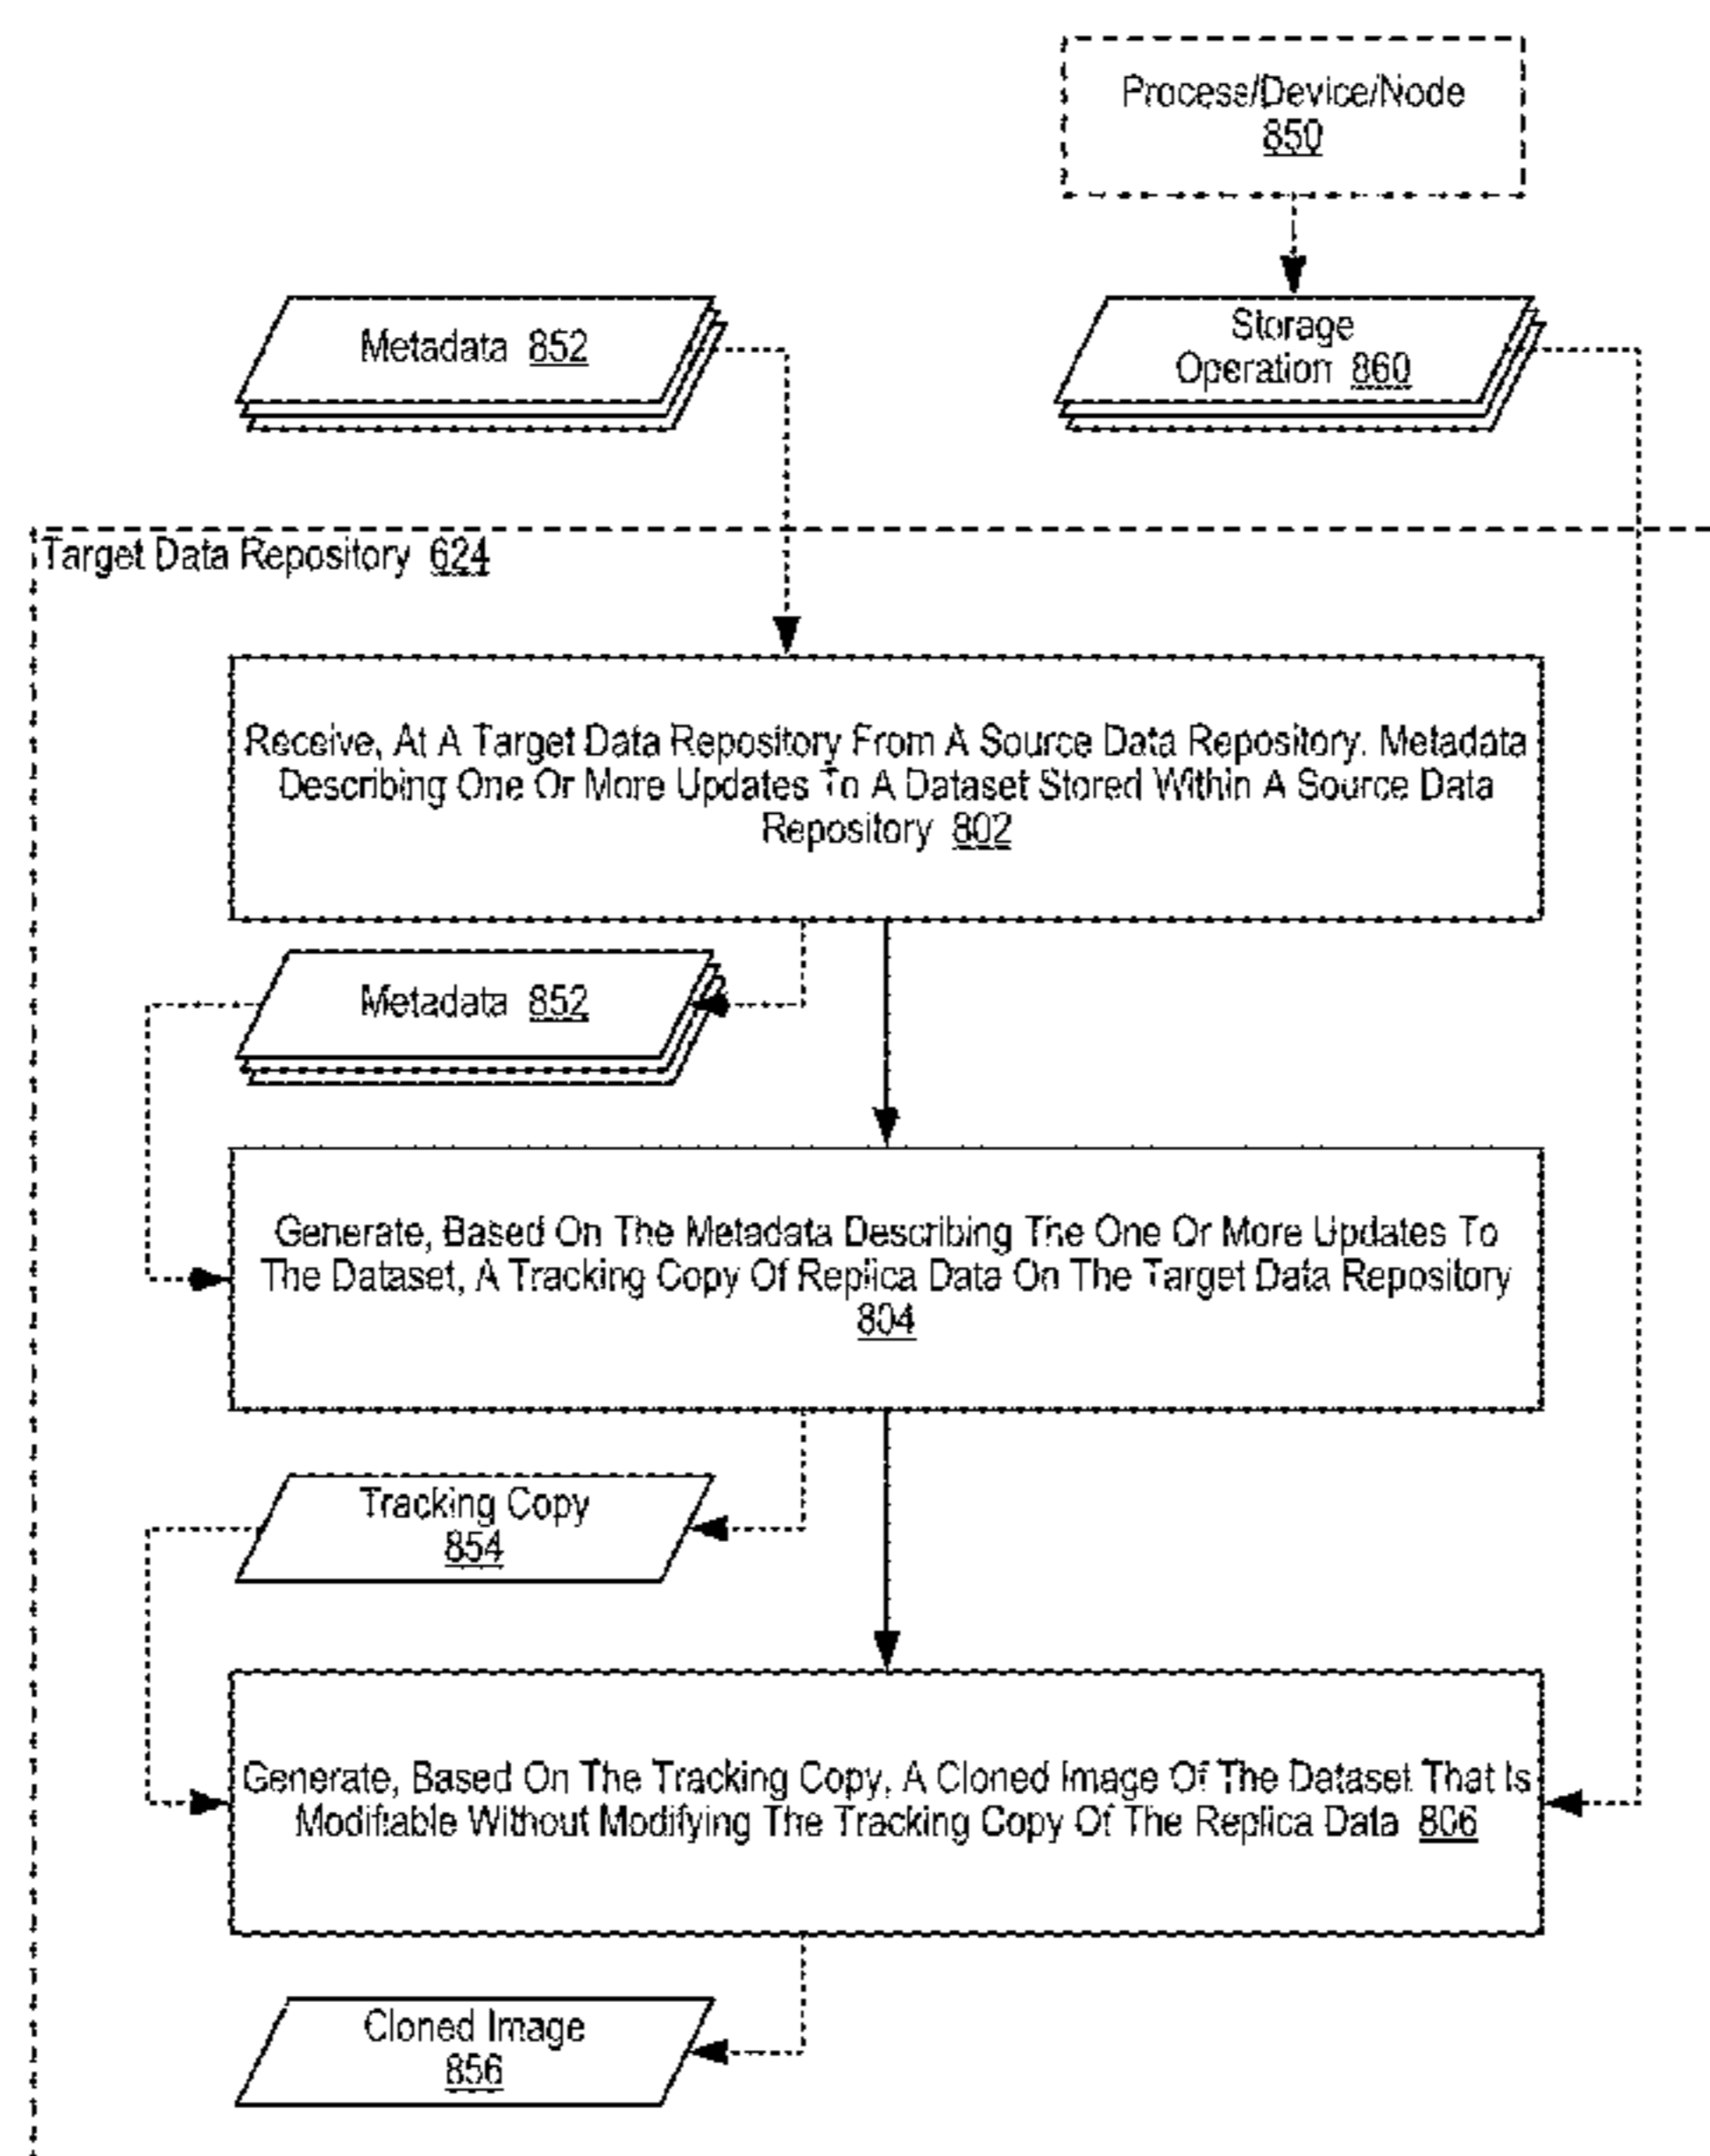 Process/Device/Node
850
Metadata 852
Storage
Operation 860
Target Data Repository 624
Receive, At A Target Data Repository From A Source Data Repository. Metadata
Describing One Or More Updates To A Dataset Stored Within A Source Data
Repository 802
Metadata 852
Generate, Based On The Metadata Describing The One Or More Updates To
The Dataset, A Tracking Copy Of Replica Data On The Target Data Repository
804
Tracking Copy
854
Generate, Based On The Tracking Copy, A Cloned Image Of The Dataset That Is
Modifiable Without Modifying The Tracking Copy Of The Replica Data 806
Cloned Image
856